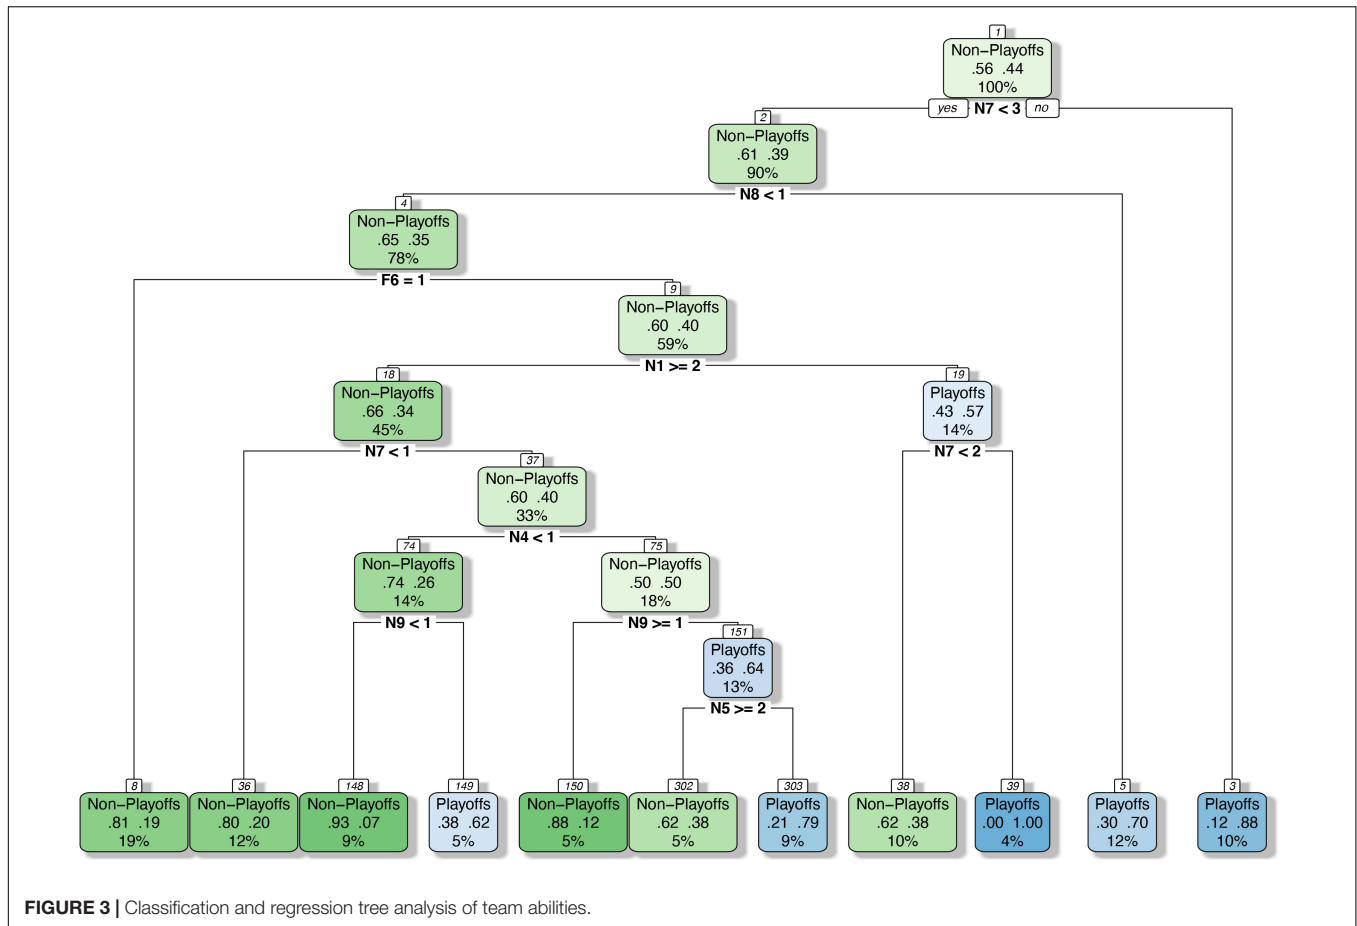 1
Non−Playoffs
.56 .44
100%
yes N7 < 3 no
2
Non−Playoffs
.61 .39
90%
N8 < 1
4
Non−Playoffs
.65 .35
78%
F6 = 1
9
Non−Playoffs
.60 .40
59%
N1 >= 2
18
Non−Playoffs
.66 .34
45%
N7 < 1
19
Playoffs
.43 .57
14%
N7 < 2
37
Non−Playoffs
.60 .40
33%
N4 < 1
74
Non−Playoffs
.74 .26
14%
N9 < 1
75
Non−Playoffs
.50 .50
18%
N9 >= 1
151
Playoffs
.36 .64
13%
N5 >= 2
8
Non−Playoffs
.81 .19
19%
36
Non−Playoffs
.80 .20
12%
148
Non−Playoffs
.93 .07
9%
149
Playoffs
.38 .62
5%
150
Non−Playoffs
.88 .12
5%
302
Non−Playoffs
.62 .38
5%
303
Playoffs
.21 .79
9%
38
Non−Playoffs
.62 .38
10%
39
Playoffs
.00 1.00
4%
5
Playoffs
.30 .70
12%
3
Playoffs
.12 .88
10%
FIGURE 3 | Classification and regression tree analysis of team abilities.